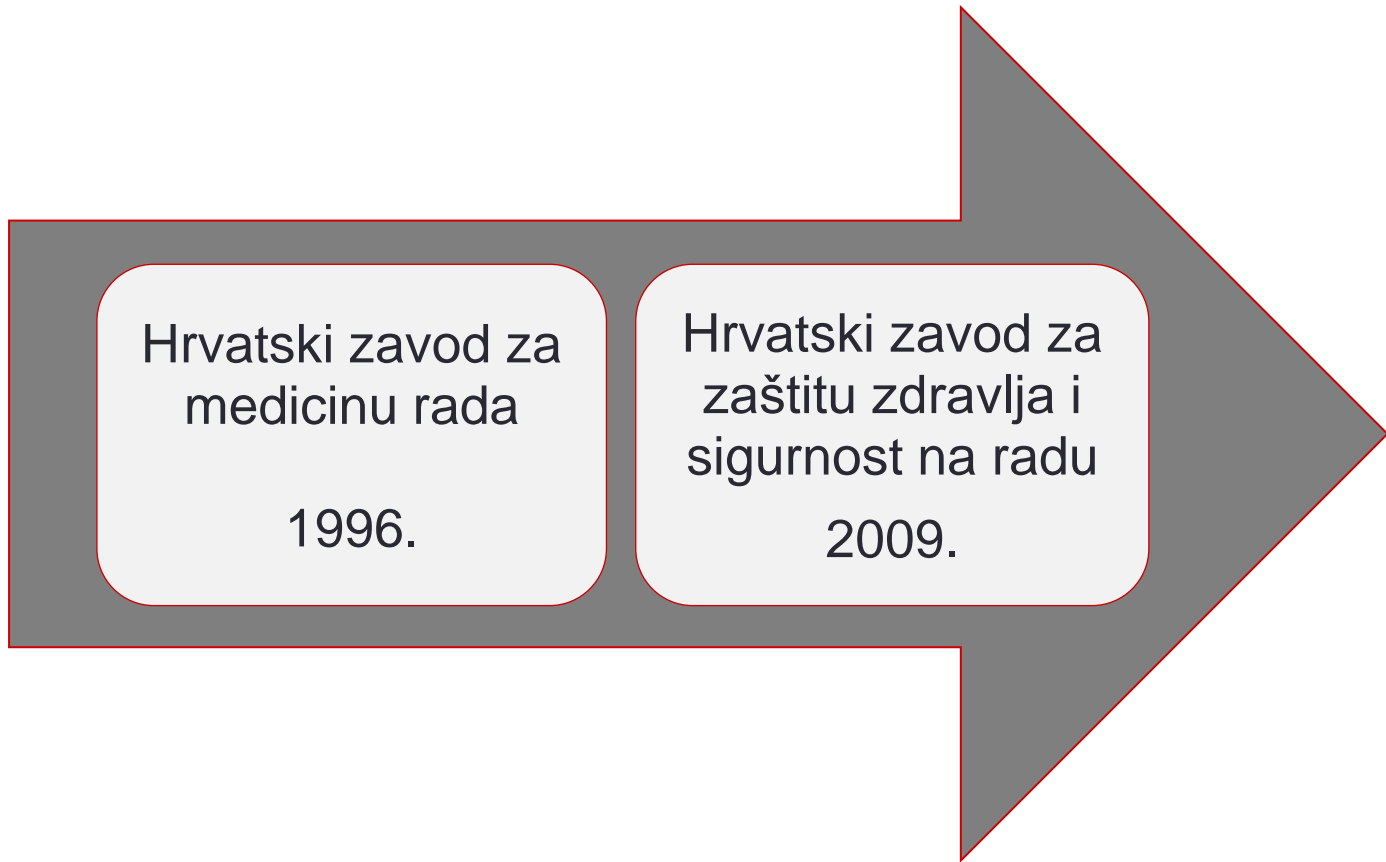 Hrvatski zavod za
medicinu rada
1996.
Hrvatski zavod za
zaštitu zdravlja i
sigurnost na radu
2009.